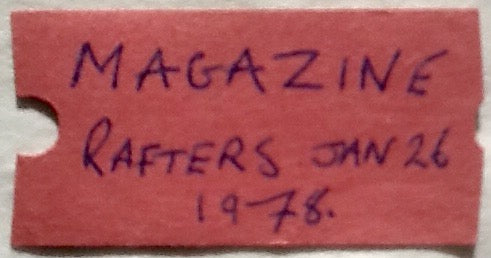 MAGAZINE
RAFTERS JAN 26
1978.